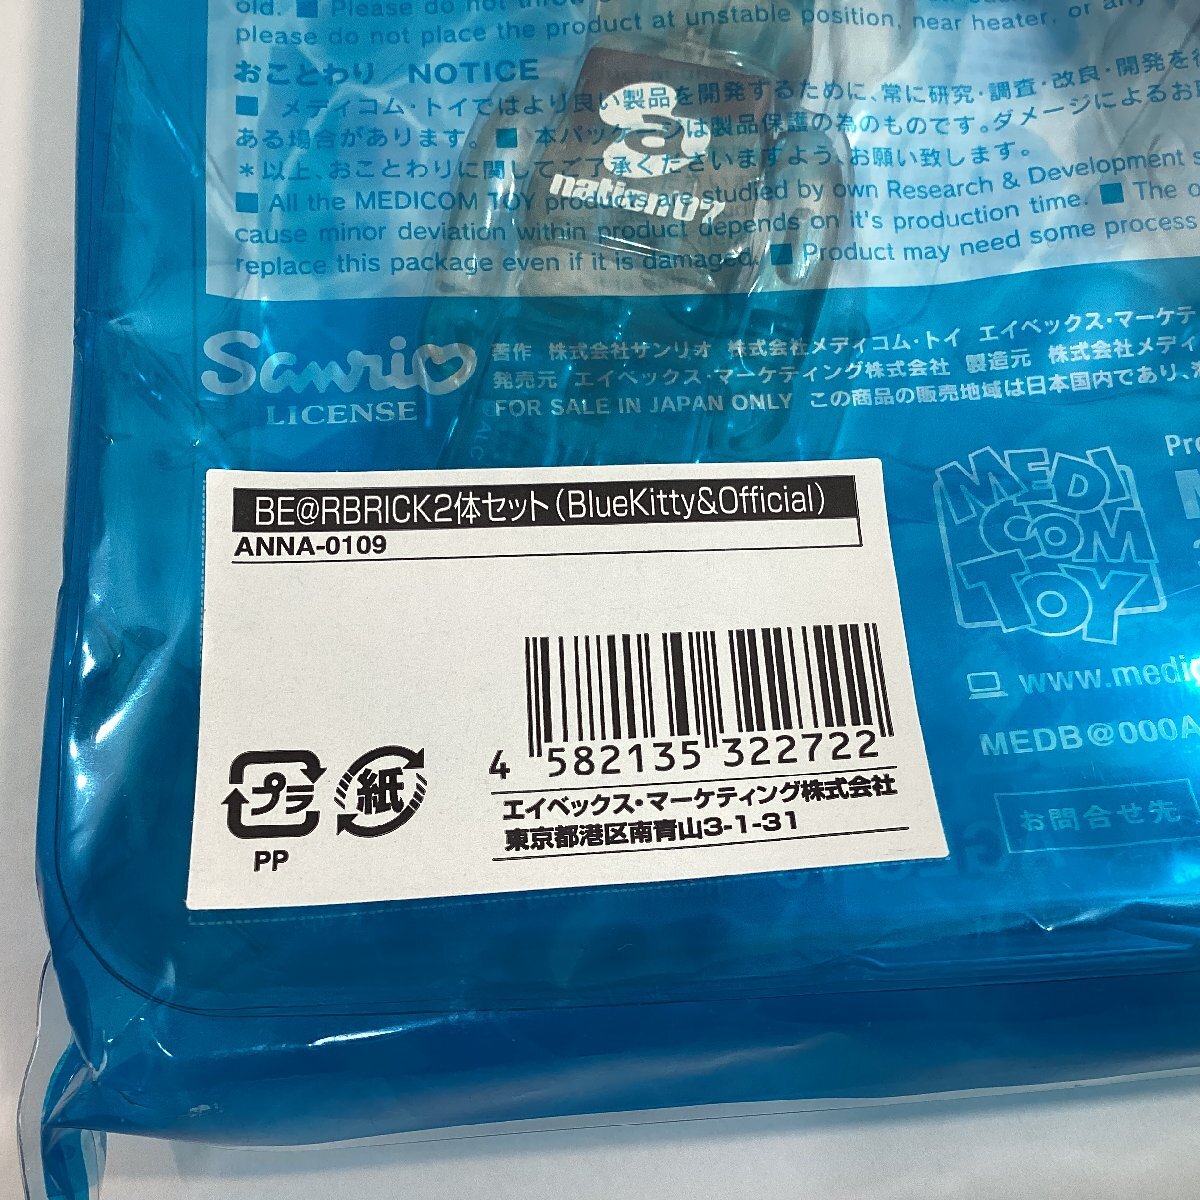 old. ■ Please do not throw
please do not place the product at unstable position, near heater, or any
おことわり NOTICE
■ メディコム・トイではより良い製品を開発するために、常に研究・調査・改良・開発を行
ある場合があります。 ■ 本パッケージは製品保護の為のものです。ダメージによるお取
＊以上、おことわりに関してご了承くださいますよう、お願い致します。
■ All the MEDICOM TOY products are studied by own Research & Development s
cause minor deviation within product depends on it's production time. ■ The o
replace this package even if it is damaged. ■ Product may need some process
a
nation.07
Sanrio
LICENSE
著作 株式会社サンリオ 株式会社メディコム・トイ エイベックス・マーケテ
発売元 エイベックス・マーケティング株式会社 製造元 株式会社メディ
FOR SALE IN JAPAN ONLY この商品の販売地域は日本国内であり、
BE@RBRICK2体セット(BlueKitty&Official)
ANNA-0109
4 582135 322722
エイベックス・マーケティング株式会社
東京都港区南青山3-1-31
プラ
PP
紙
Pro
MEDI
COM
TOY
www.medic
MEDB@000A
お問合せ先